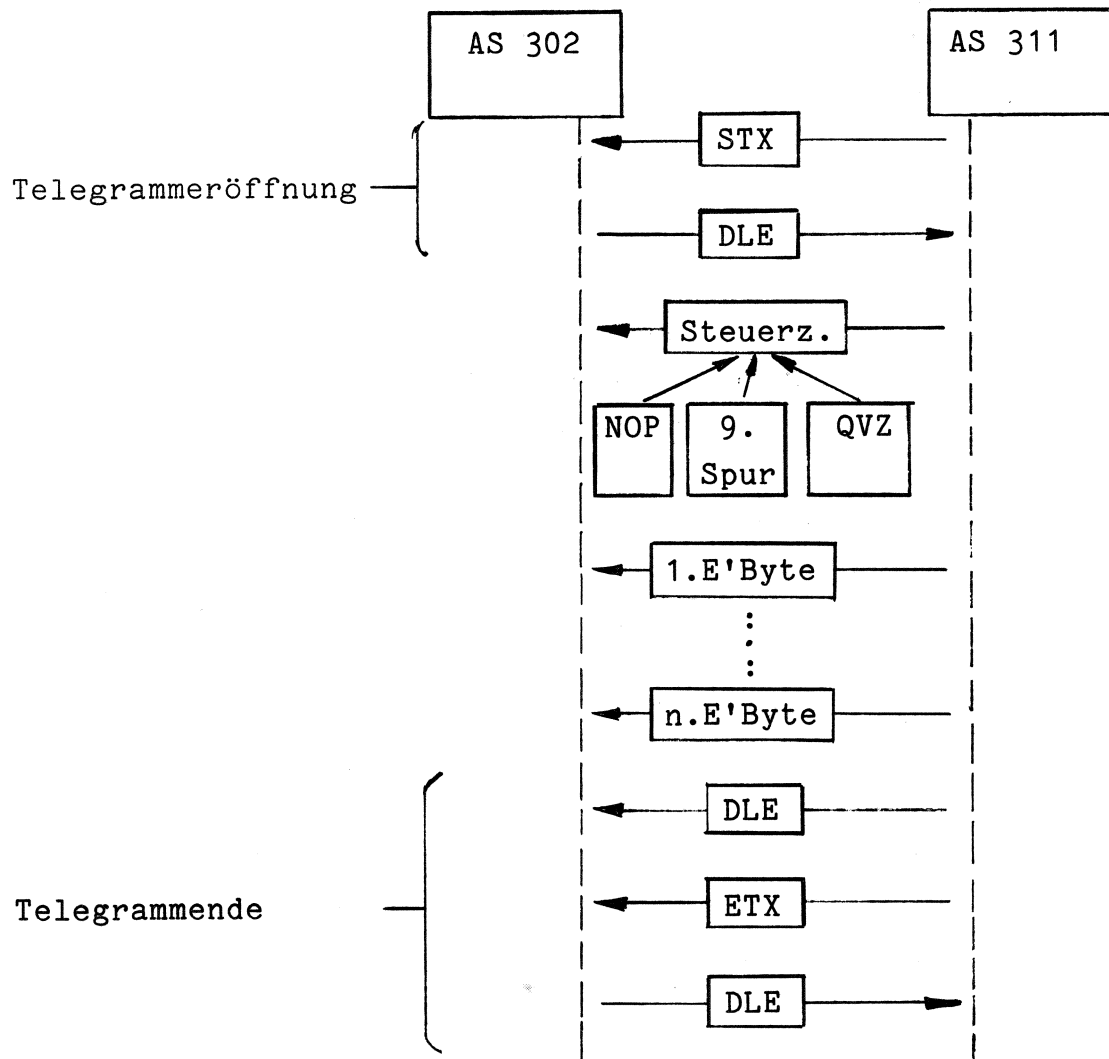 AS 302
AS 311
STX
Telegrammeröffnung
DLE
Steuerz.
NOP
9.
Spur
QVZ
1.E'Byte
n.E'Byte
DLE
ETX
Telegrammende
DLE